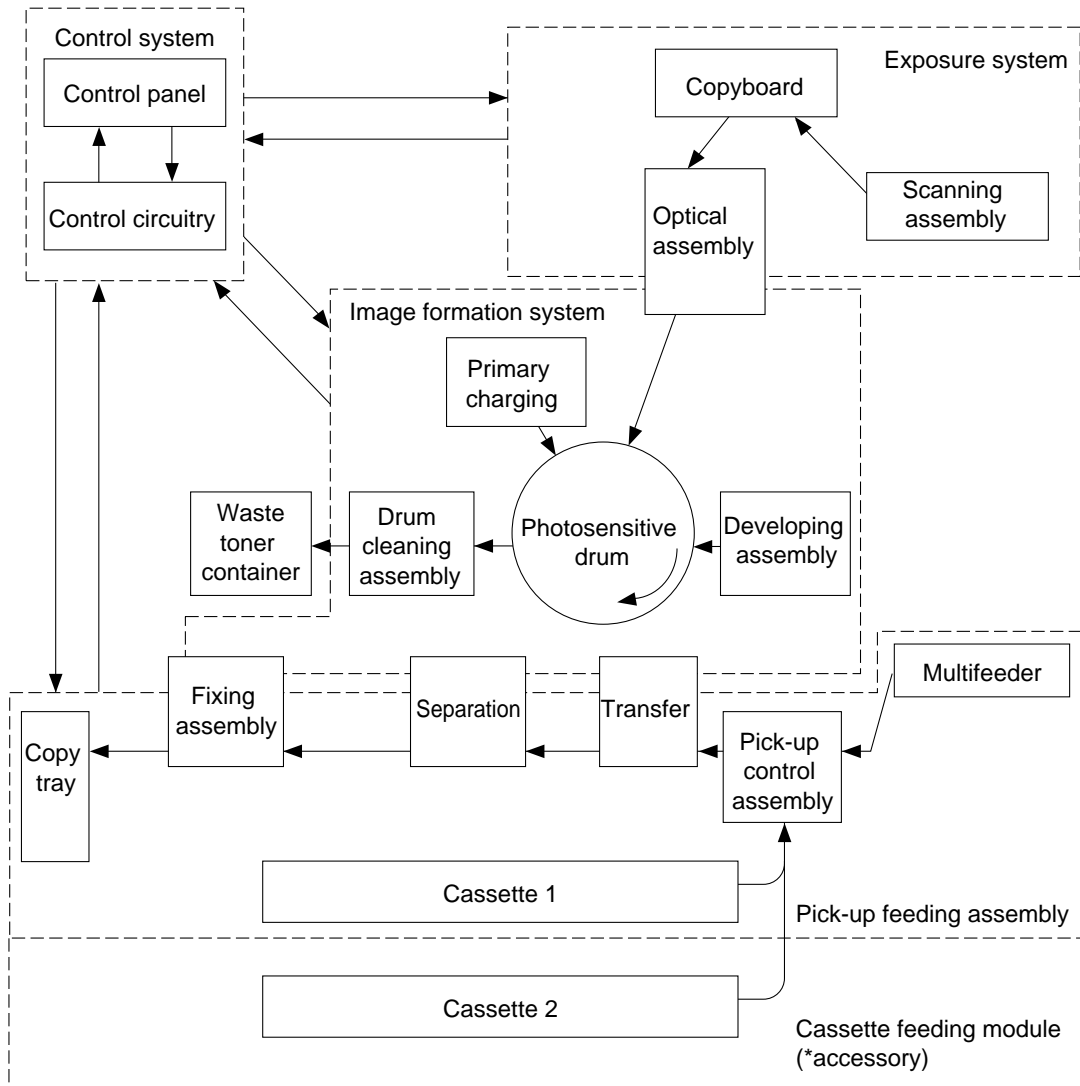 Control system
Control panel
Control circuitry
Exposure system
Copyboard
Scanning
assembly
Optical
assembly
Image formation system
Primary
charging
Waste
toner
container
Drum
cleaning
assembly
Photosensitive
drum
Developing
assembly
Multifeeder
Fixing
assembly
Separation
Transfer
Pick-up
control
assembly
Copy
tray
Cassette 1
Pick-up feeding assembly
Cassette 2
Cassette feeding module
(*accessory)